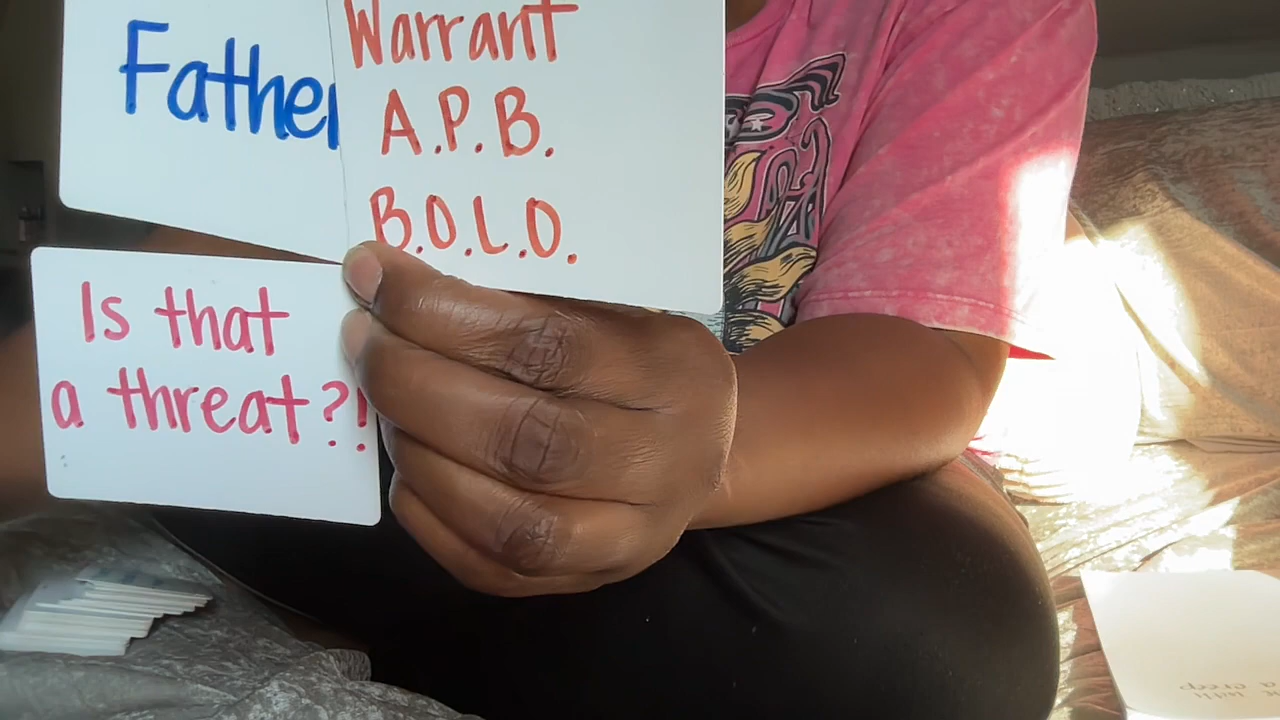 Father
Warrant
A.P.B.
B.O.L.O.
Is that
a threat?!